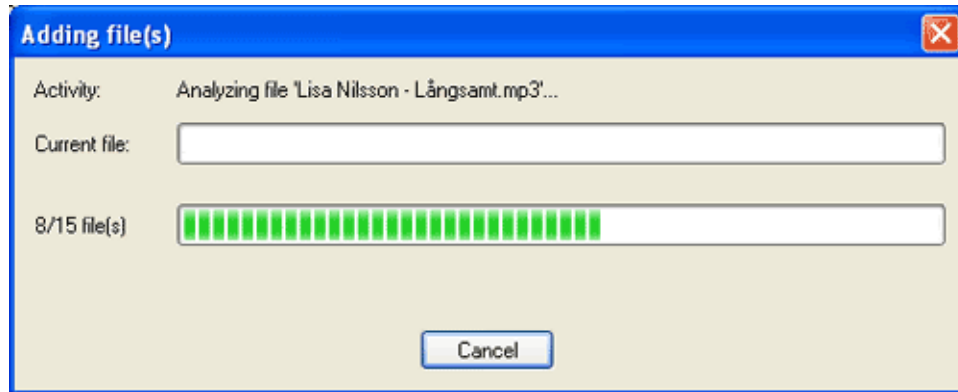 Adding file(s)
Activity: Analyzing file 'Lisa Nilsson - Långsamt.mp3'...
Current file:
8/15 file(s)
Cancel